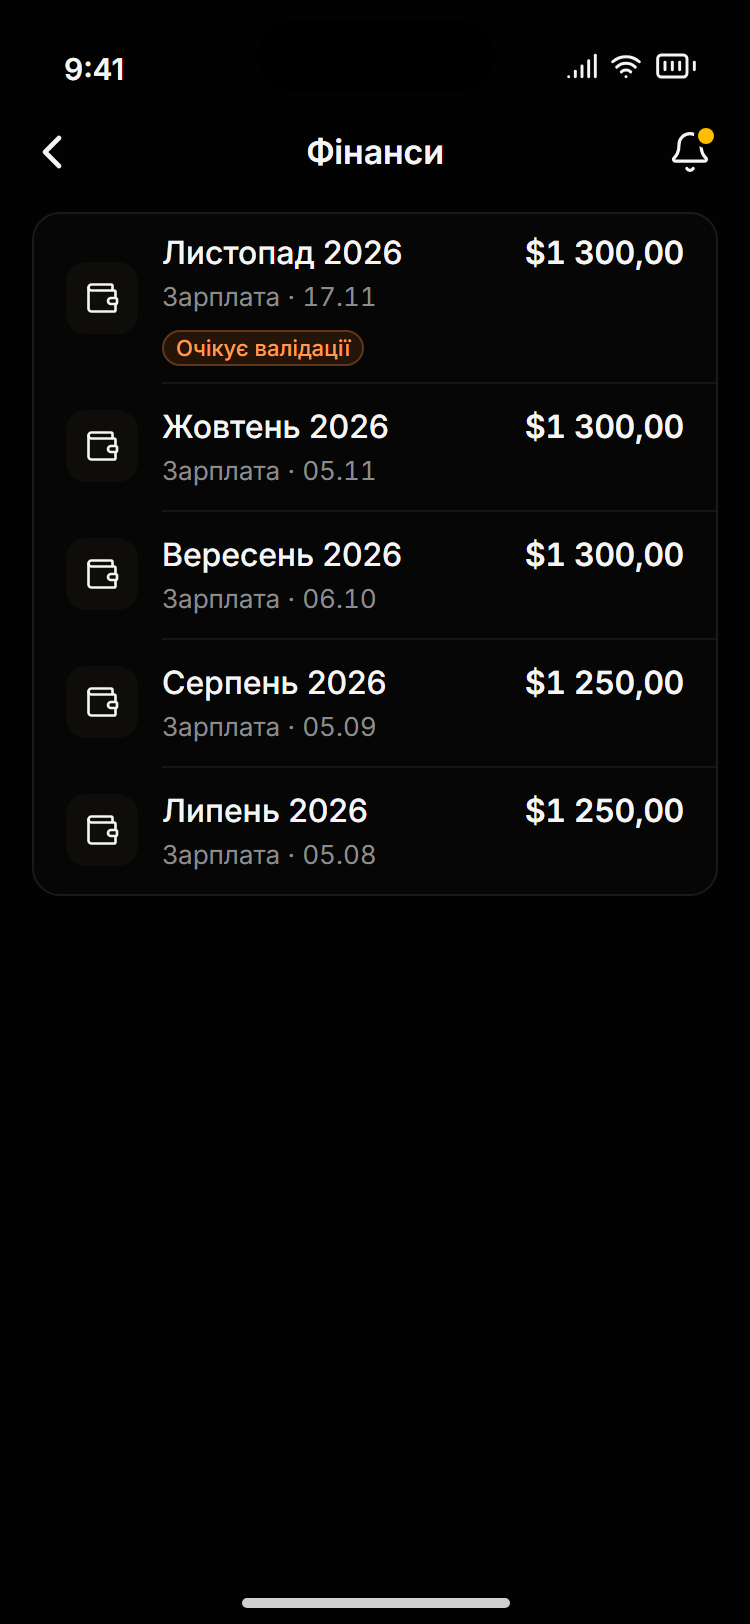 9:41
Фінанси
Листопад 2026 $1 300,00
Зарплата · 17.11
Очікує валідації
Жовтень 2026 $1 300,00
Зарплата · 05.11
Вересень 2026 $1 300,00
Зарплата · 06.10
Серпень 2026 $1 250,00
Зарплата · 05.09
Липень 2026 $1 250,00
Зарплата · 05.08